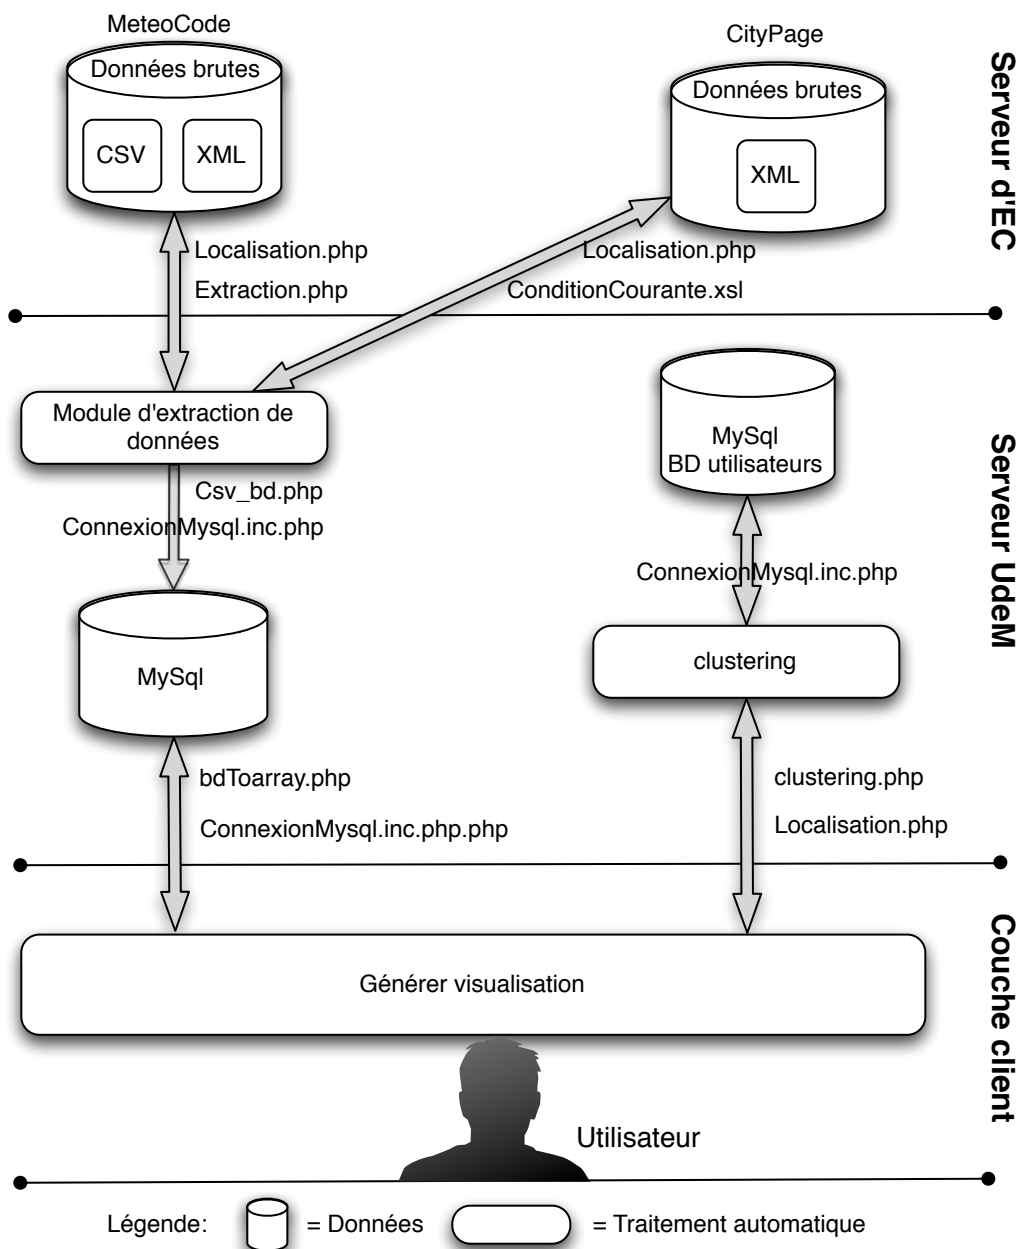 MeteoCode
Données brutes
CSV
XML
CityPage
Données brutes
XML
Serveur d'EC
Localisation.php
Extraction.php
Localisation.php
ConditionCourante.xsl
Module d'extraction de
données
Csv_bd.php
ConnexionMysql.inc.php
MySql
MySql
BD utilisateurs
ConnexionMysql.inc.php
clustering
Serveur UdeM
bdToarray.php
ConnexionMysql.inc.php.php
clustering.php
Localisation.php
Générer visualisation
Utilisateur
Couche client
Légende:
= Données
= Traitement automatique